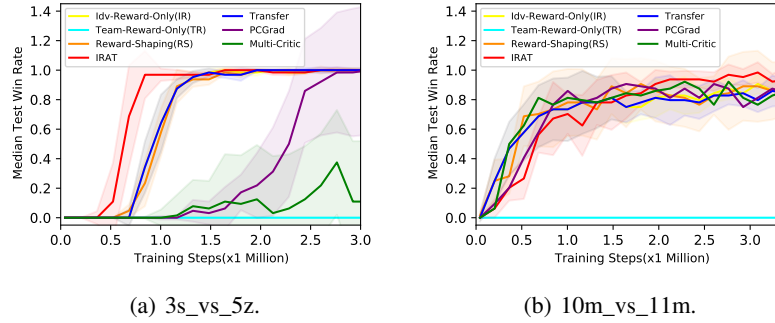 Median Test Win Rate
1.4
1.2
1.0
0.8
0.6
0.4
0.2
0.0
Idv-Reward-Only(IR)
Team-Reward-Only(TR)
Reward-Shaping(RS)
IRAT
Transfer
PCGrad
Multi-Critic
0.0 0.5 1.0 1.5 2.0 2.5 3.0
Training Steps(x1 Million)
(a) 3s_vs_5z.
Median Test Win Rate
1.4
1.2
1.0
0.8
0.6
0.4
0.2
0.0
Idv-Reward-Only(IR)
Team-Reward-Only(TR)
Reward-Shaping(RS)
IRAT
Transfer
PCGrad
Multi-Critic
0.0 0.5 1.0 1.5 2.0 2.5 3.0
Training Steps(x1 Million)
(b) 10m_vs_11m.